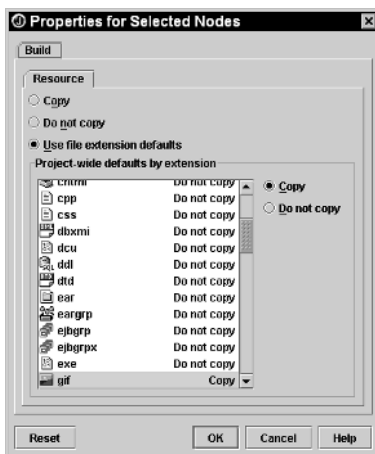 Properties for Selected Nodes
Build
Resource
Copy
Do not copy
Use file extension defaults
Project-wide defaults by extension
Do not copy
cpp Do not copy
css Do not copy
dbxmi Do not copy
dcu Do not copy
ddl Do not copy
dtd Do not copy
ear Do not copy
eargrp Do not copy
ejbgrp Do not copy
ejbgrpx Do not copy
exe Do not copy
gif Copy
Copy
Do not copy
Reset OK Cancel Help